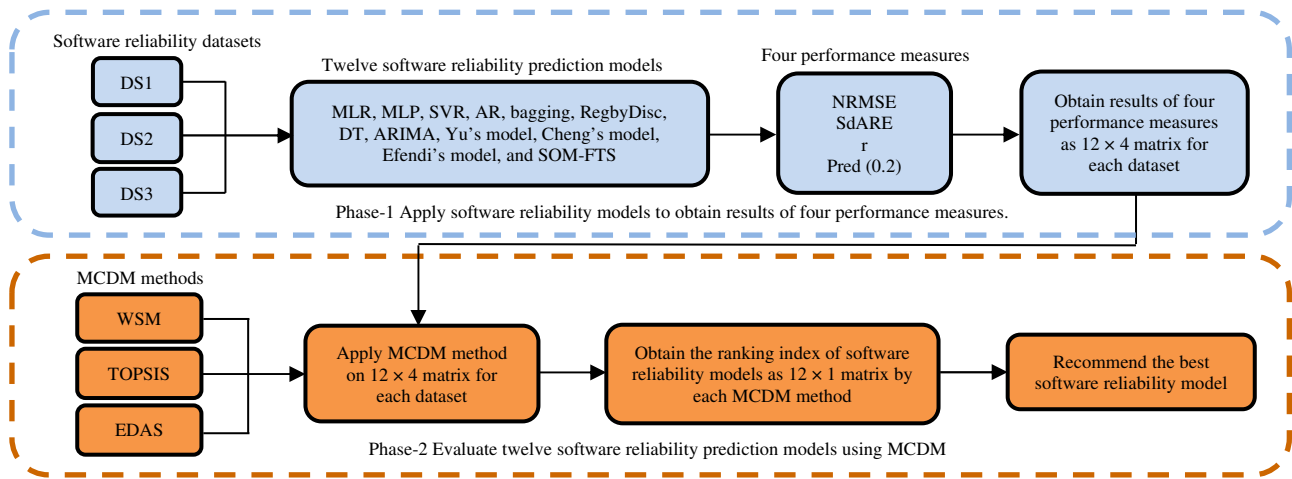 Software reliability datasets
DS1
DS2
DS3
Twelve software reliability prediction models
MLR, MLP, SVR, AR, bagging, RegbyDisc,
DT, ARIMA, Yu's model, Cheng's model,
Efendi's model, and SOM-FTS
Four performance measures
NRMSE
SdARE
r
Pred (0.2)
Obtain results of four
performance measures
as 12 × 4 matrix for
each dataset
Phase-1 Apply software reliability models to obtain results of four performance measures.
MCDM methods
WSM
TOPSIS
EDAS
Apply MCDM method
on 12 × 4 matrix for
each dataset
Obtain the ranking index of software
reliability models as 12 × 1 matrix by
each MCDM method
Recommend the best
software reliability model
Phase-2 Evaluate twelve software reliability prediction models using MCDM